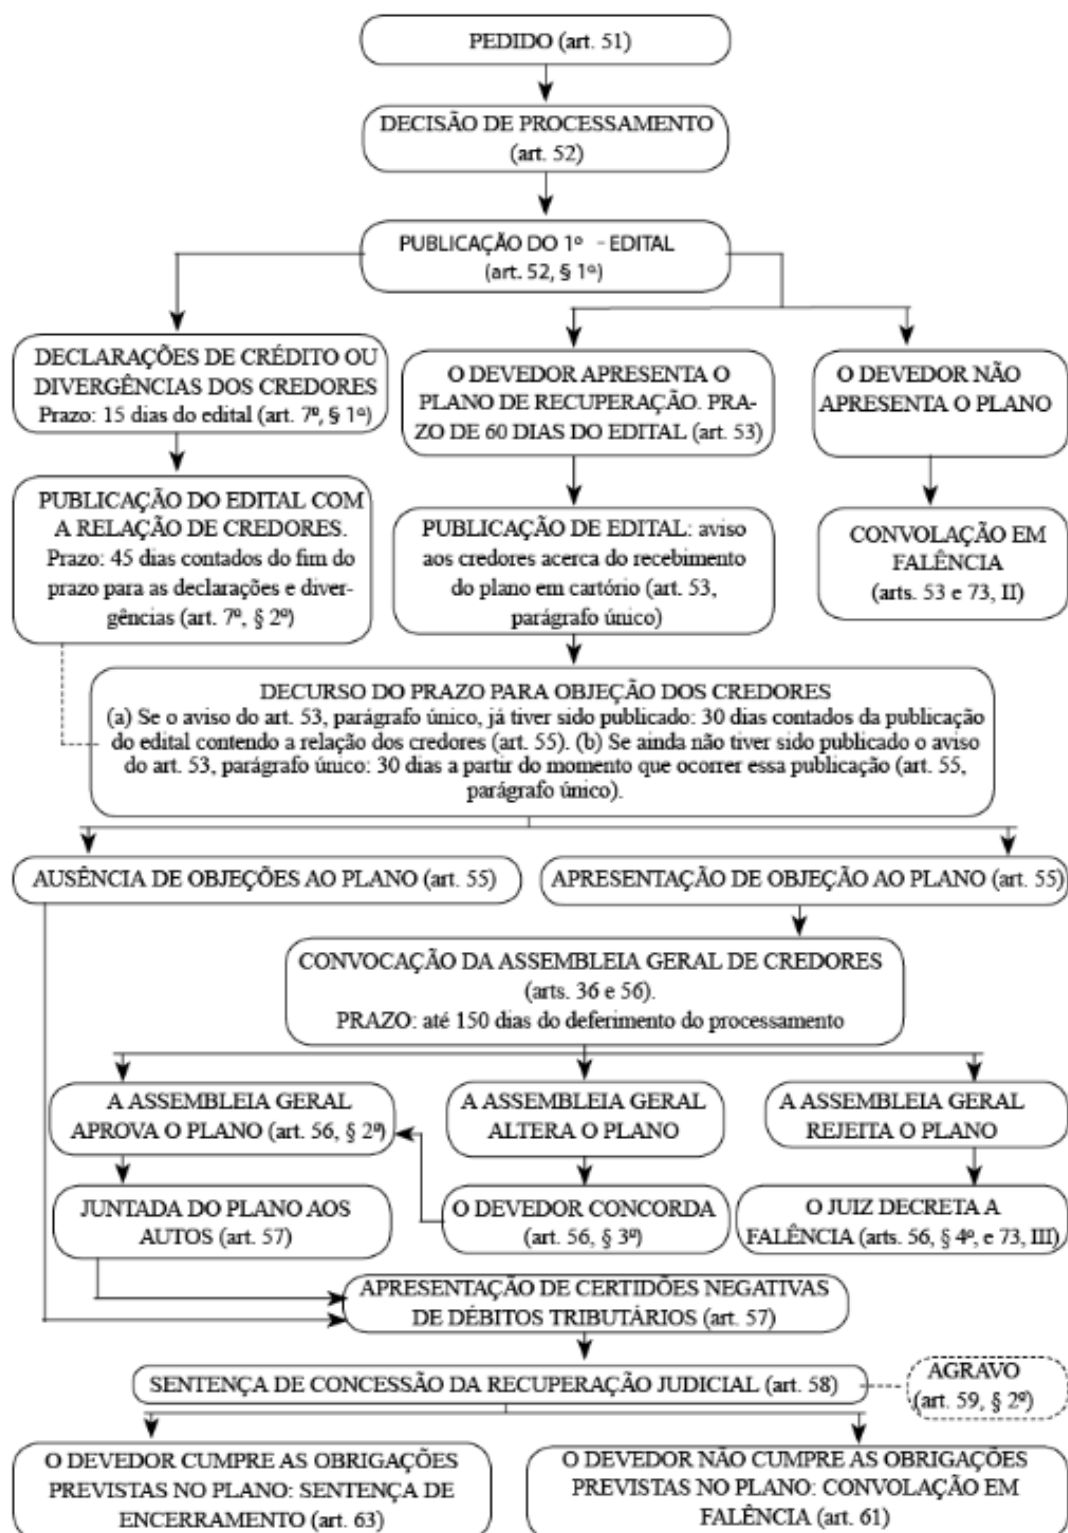 PEDIDO (art. 51)
DECISÃO DE PROCESSAMENTO
(art. 52)
PUBLICAÇÃO DO 1º - EDITAL
(art. 52, § 1º)
DECLARAÇÕES DE CRÉDITO OU
DIVERGÊNCIAS DOS CREDORES
Prazo: 15 dias do edital (art. 7º, § 1º)
O DEVEDOR APRESENTA O
PLANO DE RECUPERAÇÃO. PRA-
ZO DE 60 DIAS DO EDITAL (art. 53)
O DEVEDOR NÃO
APRESENTA O PLANO
PUBLICAÇÃO DO EDITAL COM
A RELAÇÃO DE CREDORES.
Prazo: 45 dias contados do fim do
prazo para as declarações e diver-
gências (art. 7º, § 2º)
PUBLICAÇÃO DE EDITAL: aviso
aos credores acerca do recebimento
do plano em cartório (art. 53,
parágrafo único)
CONVOLAÇÃO EM
FALÊNCIA
(arts. 53 e 73, II)
DECURSO DO PRAZO PARA OBJEÇÃO DOS CREDORES
(a) Se o aviso do art. 53, parágrafo único, já tiver sido publicado: 30 dias contados da publicação
do edital contendo a relação dos credores (art. 55). (b) Se ainda não tiver sido publicado o aviso
do art. 53, parágrafo único: 30 dias a partir do momento que ocorrer essa publicação (art. 55,
parágrafo único).
AUSÊNCIA DE OBJEÇÕES AO PLANO (art. 55)
APRESENTAÇÃO DE OBJEÇÃO AO PLANO (art. 55)
CONVOCAÇÃO DA ASSEMBLEIA GERAL DE CREDORES
(arts. 36 e 56).
PRAZO: até 150 dias do deferimento do processamento
A ASSEMBLEIA GERAL
APROVA O PLANO (art. 56, § 2º)
A ASSEMBLEIA GERAL
ALTERA O PLANO
A ASSEMBLEIA GERAL
REJEITA O PLANO
JUNTADA DO PLANO AOS
AUTOS (art. 57)
O DEVEDOR CONCORDA
(art. 56, § 3º)
O JUIZ DECRETA A
FALÊNCIA (arts. 56, § 4º, e 73, III)
APRESENTAÇÃO DE CERTIDÕES NEGATIVAS
DE DÉBITOS TRIBUTÁRIOS (art. 57)
SENTENÇA DE CONCESSÃO DA RECUPERAÇÃO JUDICIAL (art. 58)
AGRAVO
(art. 59, § 2º)
O DEVEDOR CUMPRE AS OBRIGAÇÕES
PREVISTAS NO PLANO: SENTENÇA DE
ENCERRAMENTO (art. 63)
O DEVEDOR NÃO CUMPRE AS OBRIGAÇÕES
PREVISTAS NO PLANO: CONVOLAÇÃO EM
FALÊNCIA (art. 61)